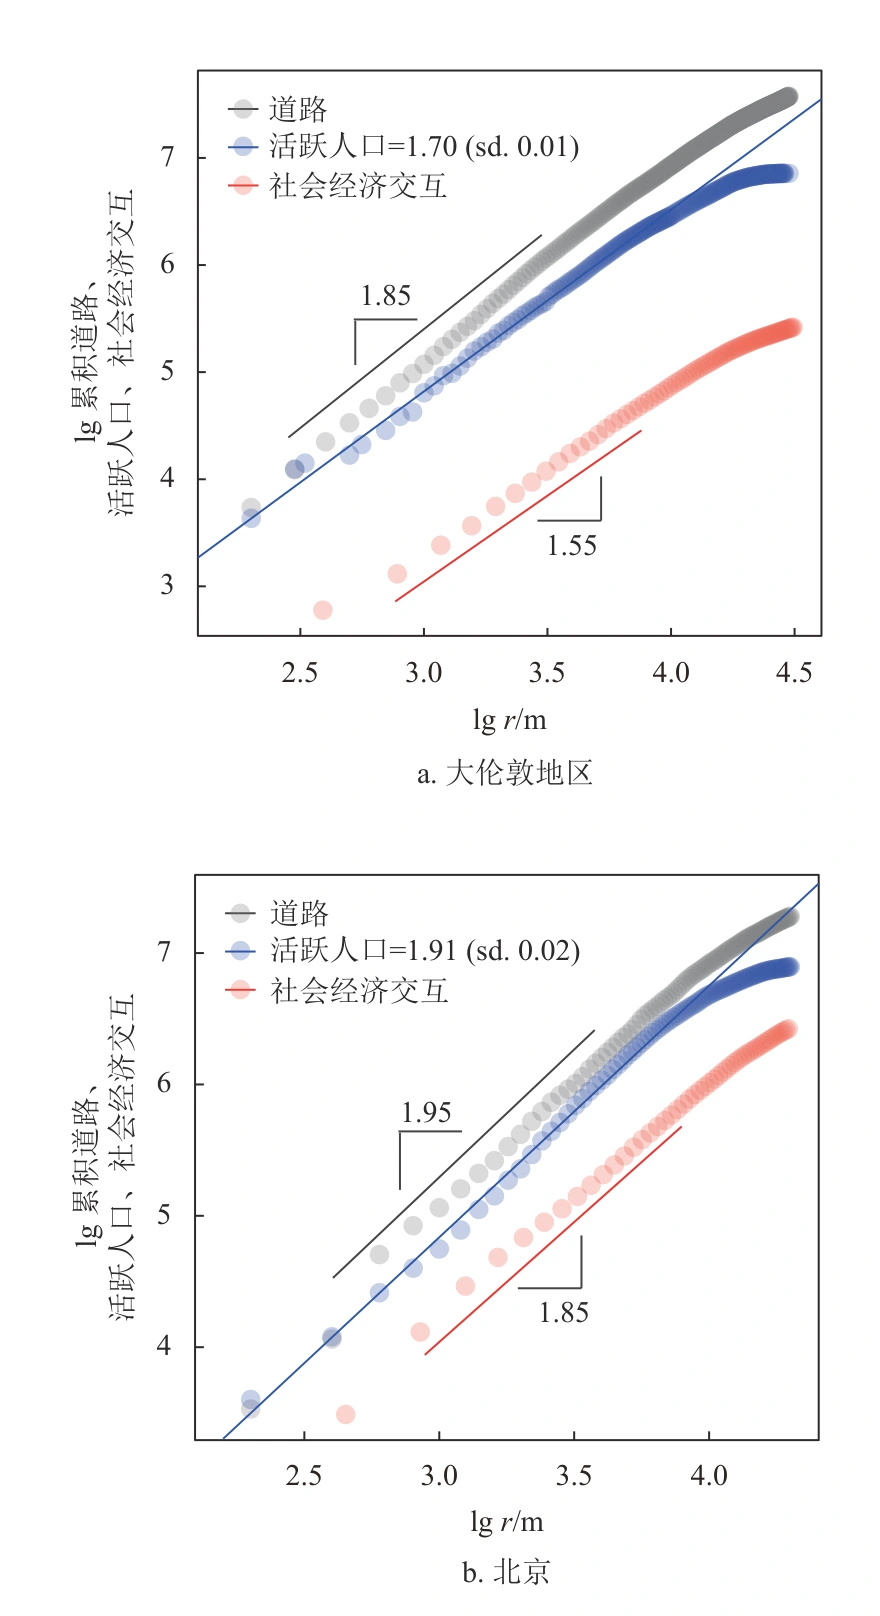 道路
活跃人口=1.70 (sd. 0.01)
社会经济交互
lg 累积道路、
活跃人口、社会经济交互
7
6
5
4
3
1.85
1.55
2.5 3.0 3.5 4.0 4.5
lg r/m
a. 大伦敦地区
道路
活跃人口=1.91 (sd. 0.02)
社会经济交互
lg 累积道路、
活跃人口、社会经济交互
7
6
5
4
1.95
1.85
2.5 3.0 3.5 4.0
lg r/m
b. 北京